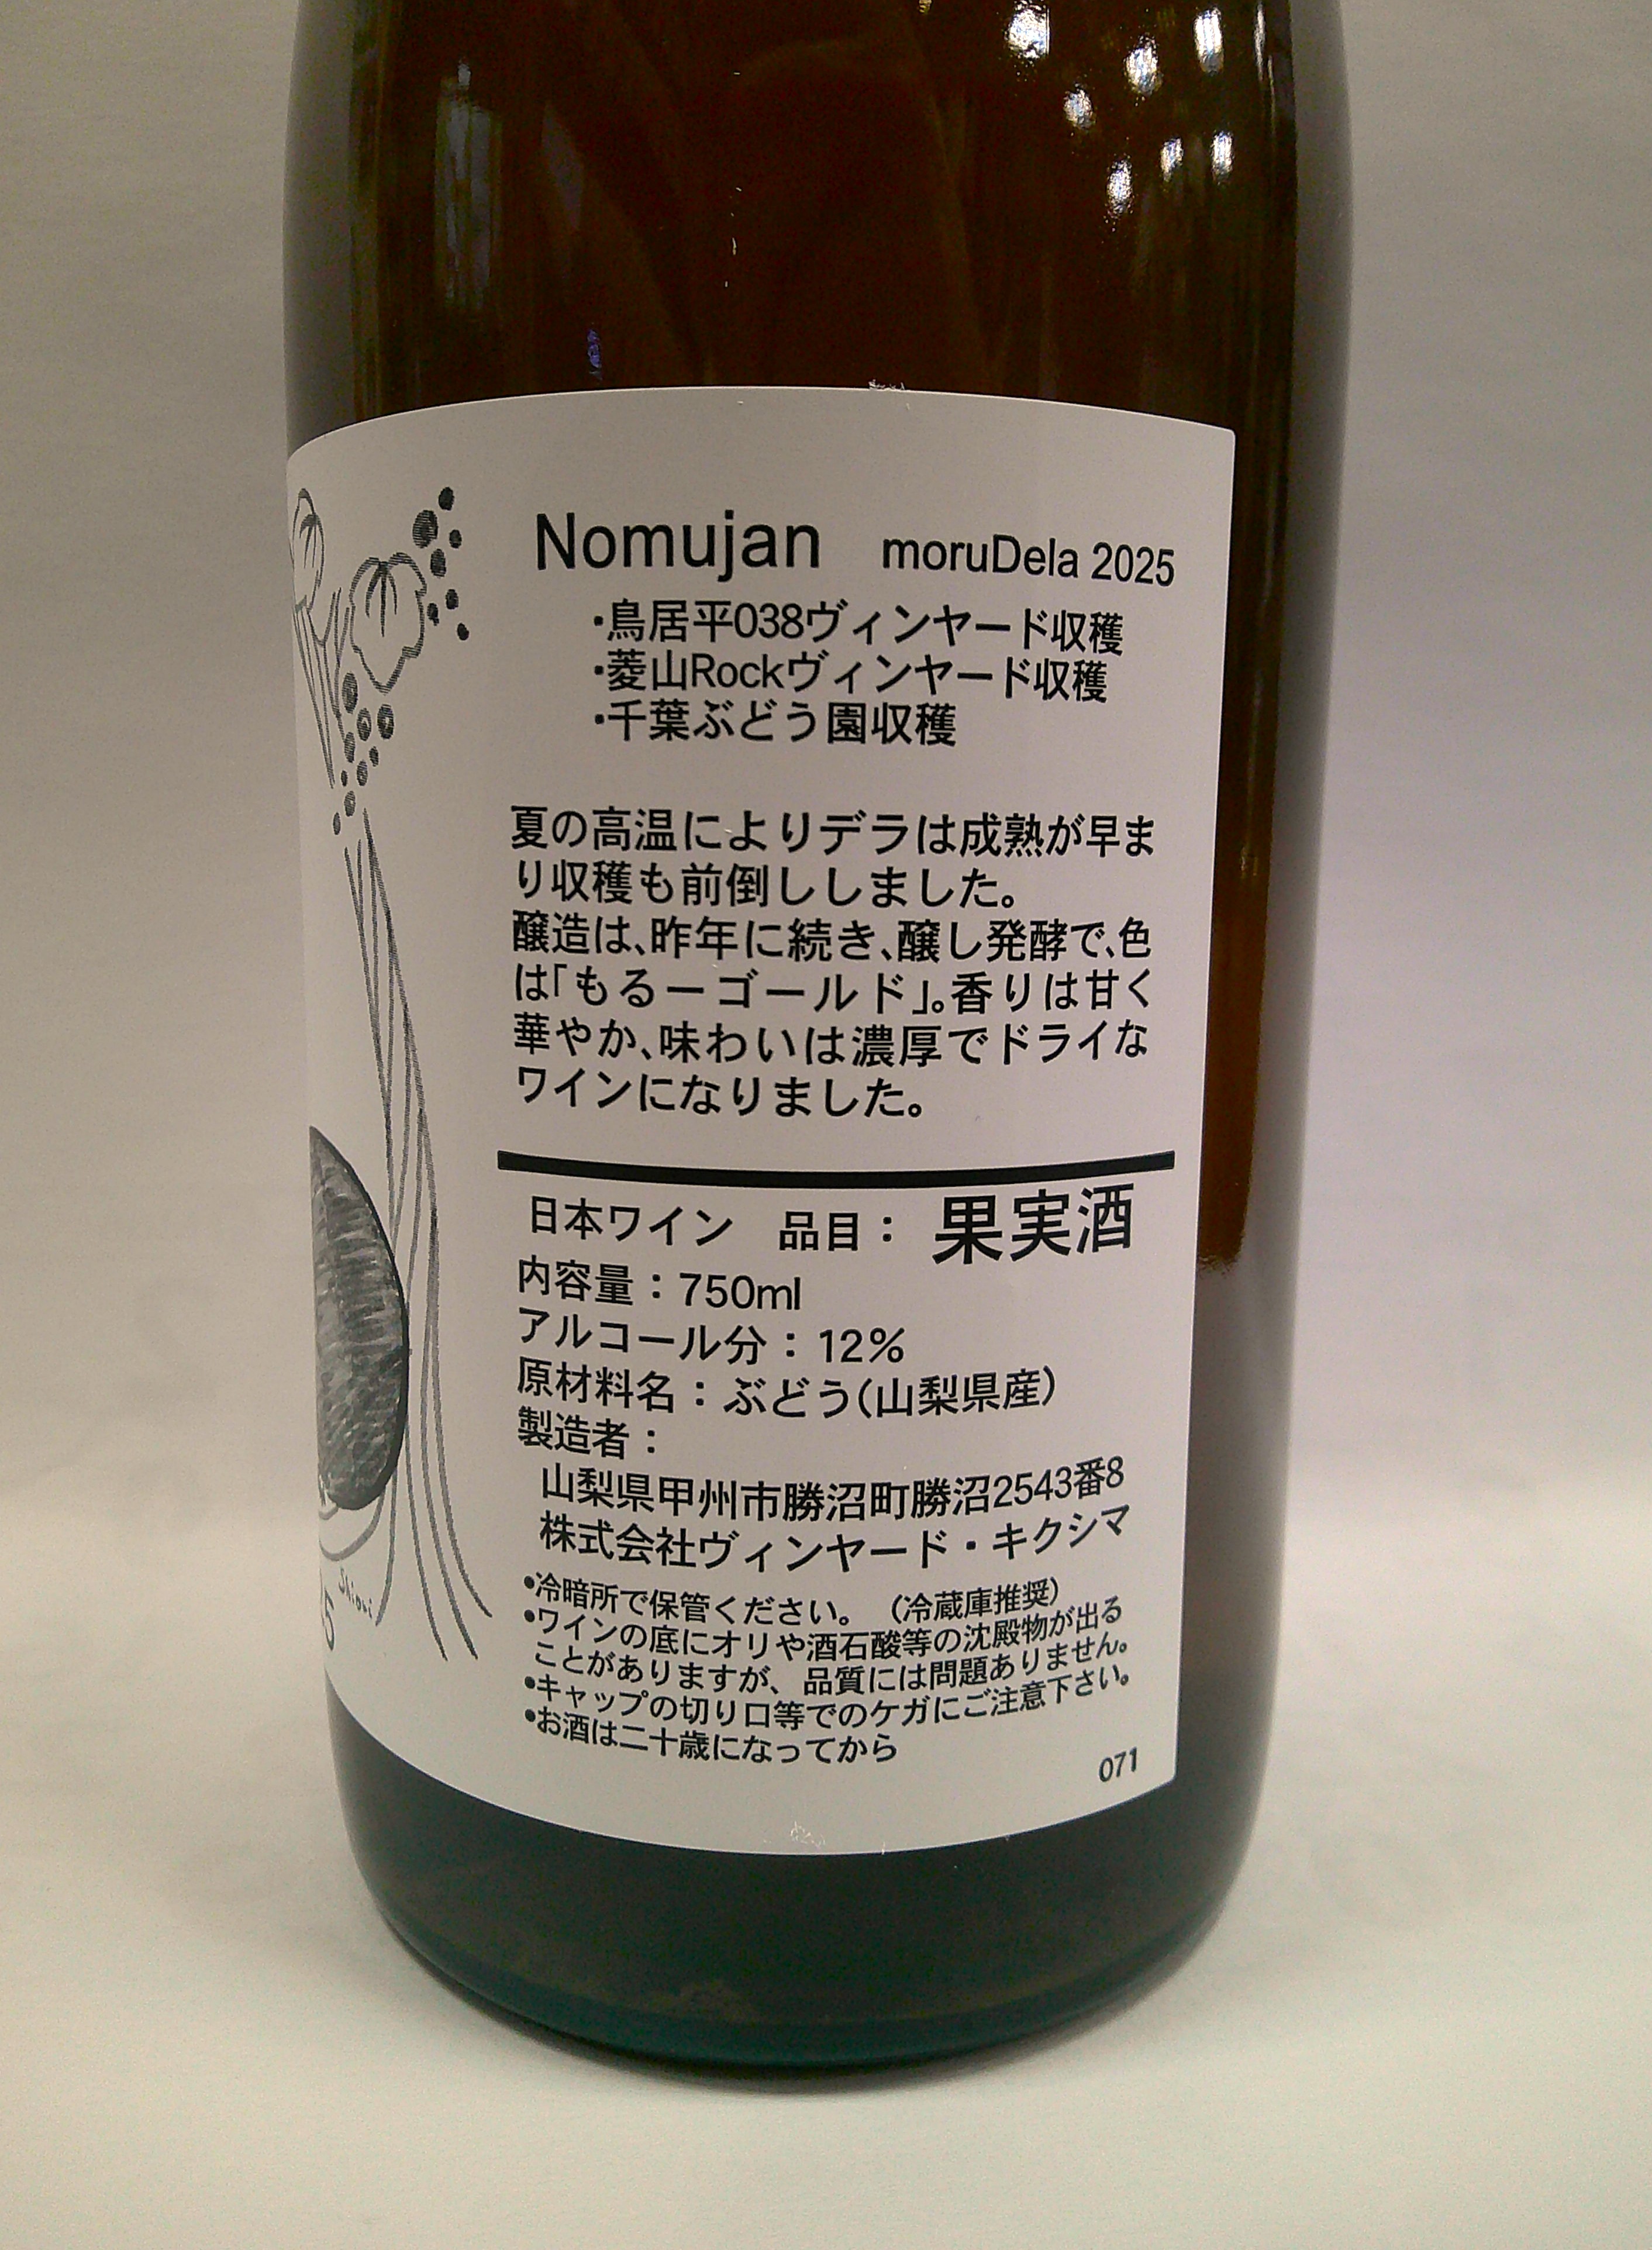 Nomujan moruDela 2025
・鳥居平038ヴィンヤード収穫
・菱山Rockヴィンヤード収穫
・千葉ぶどう園収穫
夏の高温によりデラは成熟が早ま
り収穫も前倒ししました。
醸造は、昨年に続き、醸し発酵で、色
は「もるーゴールド」。香りは甘く
華やか、味わいは濃厚でドライな
ワインになりました。
日本ワイン 品目： 果実酒
内容量：750ml
アルコール分：12%
原材料名：ぶどう(山梨県産)
製造者：
山梨県甲州市勝沼町勝沼2543番8
株式会社ヴィンヤード・キクシマ
•冷暗所で保管ください。（冷蔵庫推奨）
•ワインの底にオリや酒石酸等の沈殿物が出る
ことがありますが、品質には問題ありません。
•キャップの切り口等でのケガにご注意下さい。
•お酒は二十歳になってから
071
5
Shiori